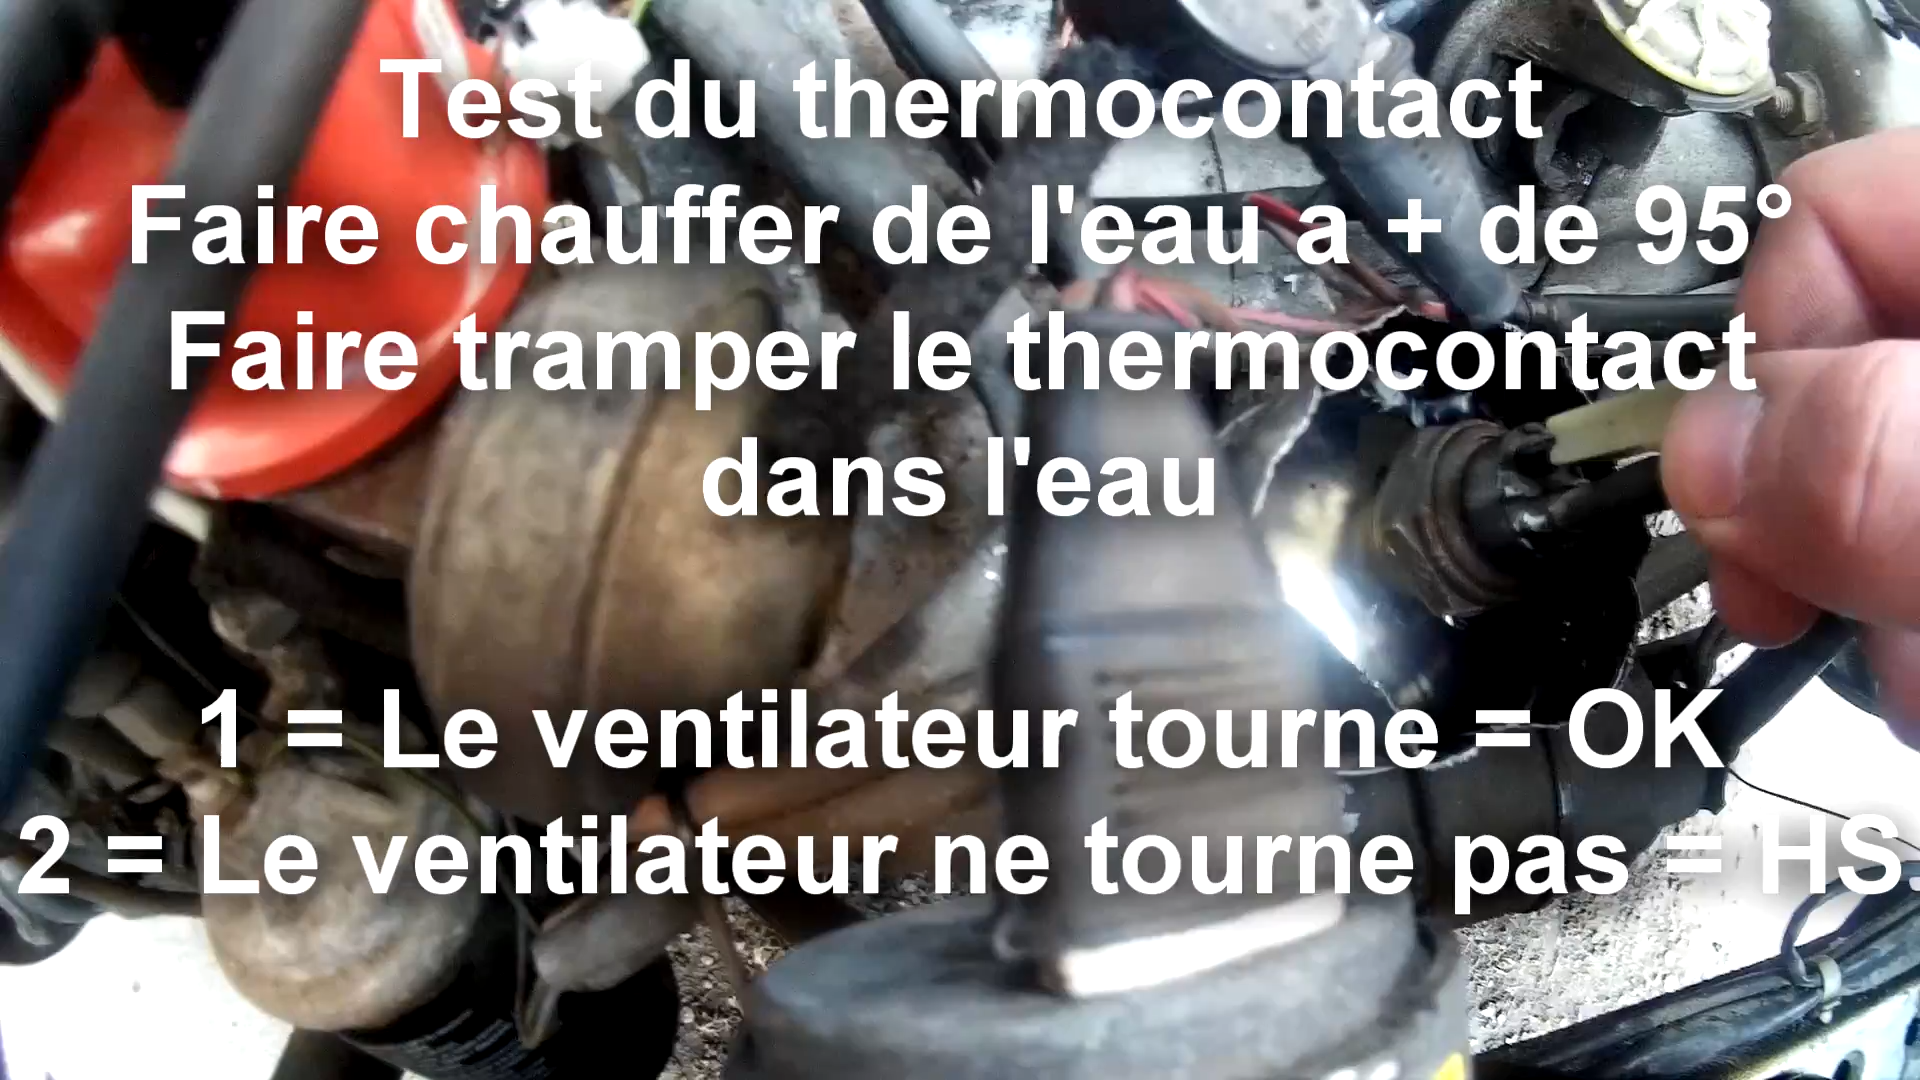 Test du thermocontact
Faire chauffer de l'eau a + de 95°
Faire tramper le thermocontact
dans l'eau
1 = Le ventilateur tourne = OK
2 = Le ventilateur ne tourne pas = HS.